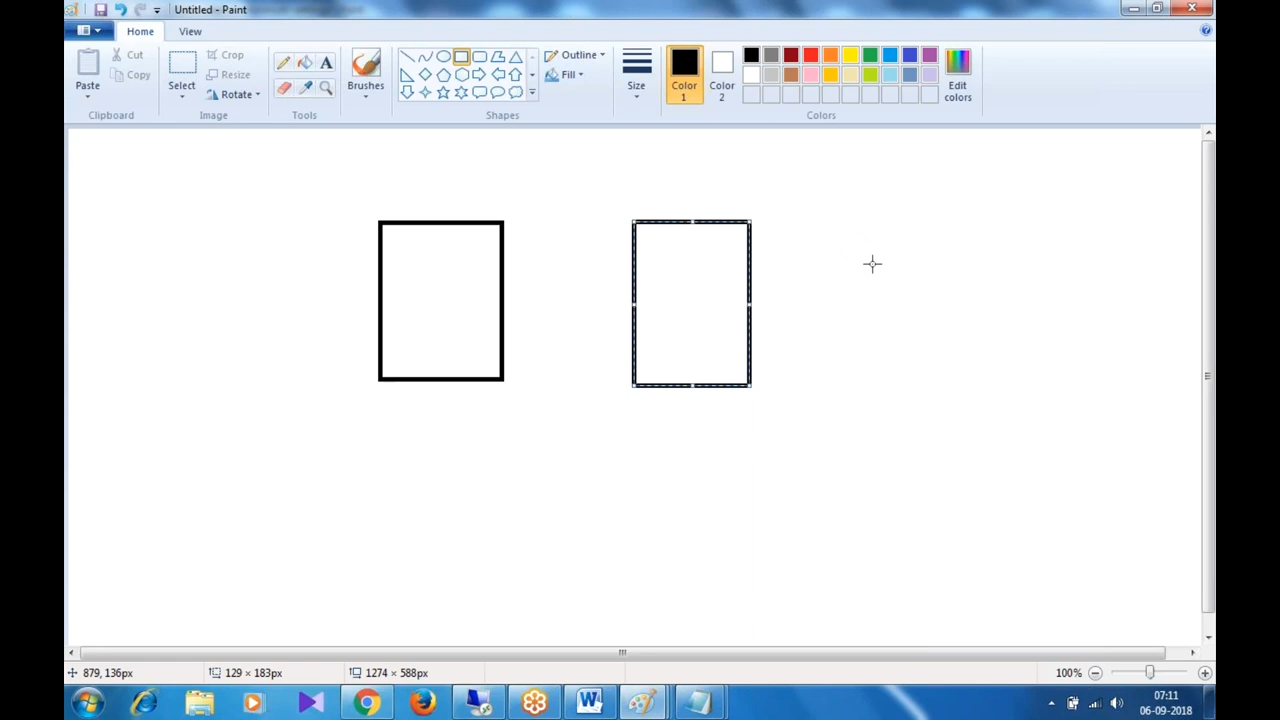 Untitled - Paint
Home View
Paste
Cut
Copy
Clipboard
Select
Crop
Resize
Rotate
Image
A
Tools
Brushes
Outline
Fill
Shapes
Size
Color 1
Color 2
Edit colors
Colors
879, 136px
129 × 183px
1274 × 588px
100%
W
07:11
06-09-2018